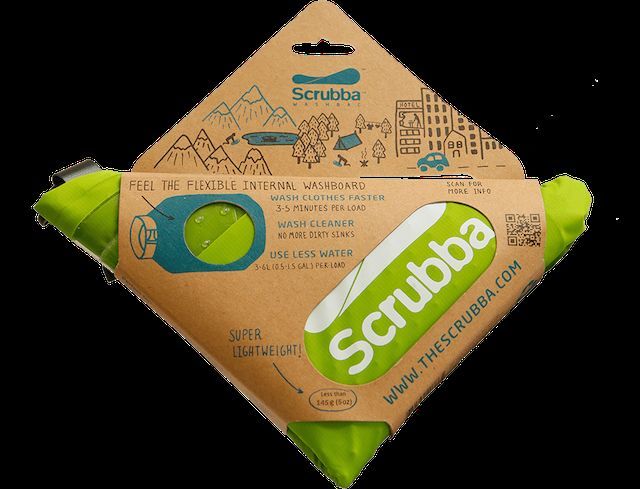 Scrubba
WASHBAG
HOTEL
FEEL THE FLEXIBLE INTERNAL WASHBOARD
SCAN FOR
MORE INFO
WASH CLOTHES FASTER
3-5 MINUTES PER LOAD
WASH CLEANER
NO MORE DIRTY SINKS
USE LESS WATER
3-6L (0.5-1.5 GAL) PER LOAD
Scrubba
SUPER
LIGHTWEIGHT!
Less than
145g (5oz)
WWW.THESCRUBBA.COM